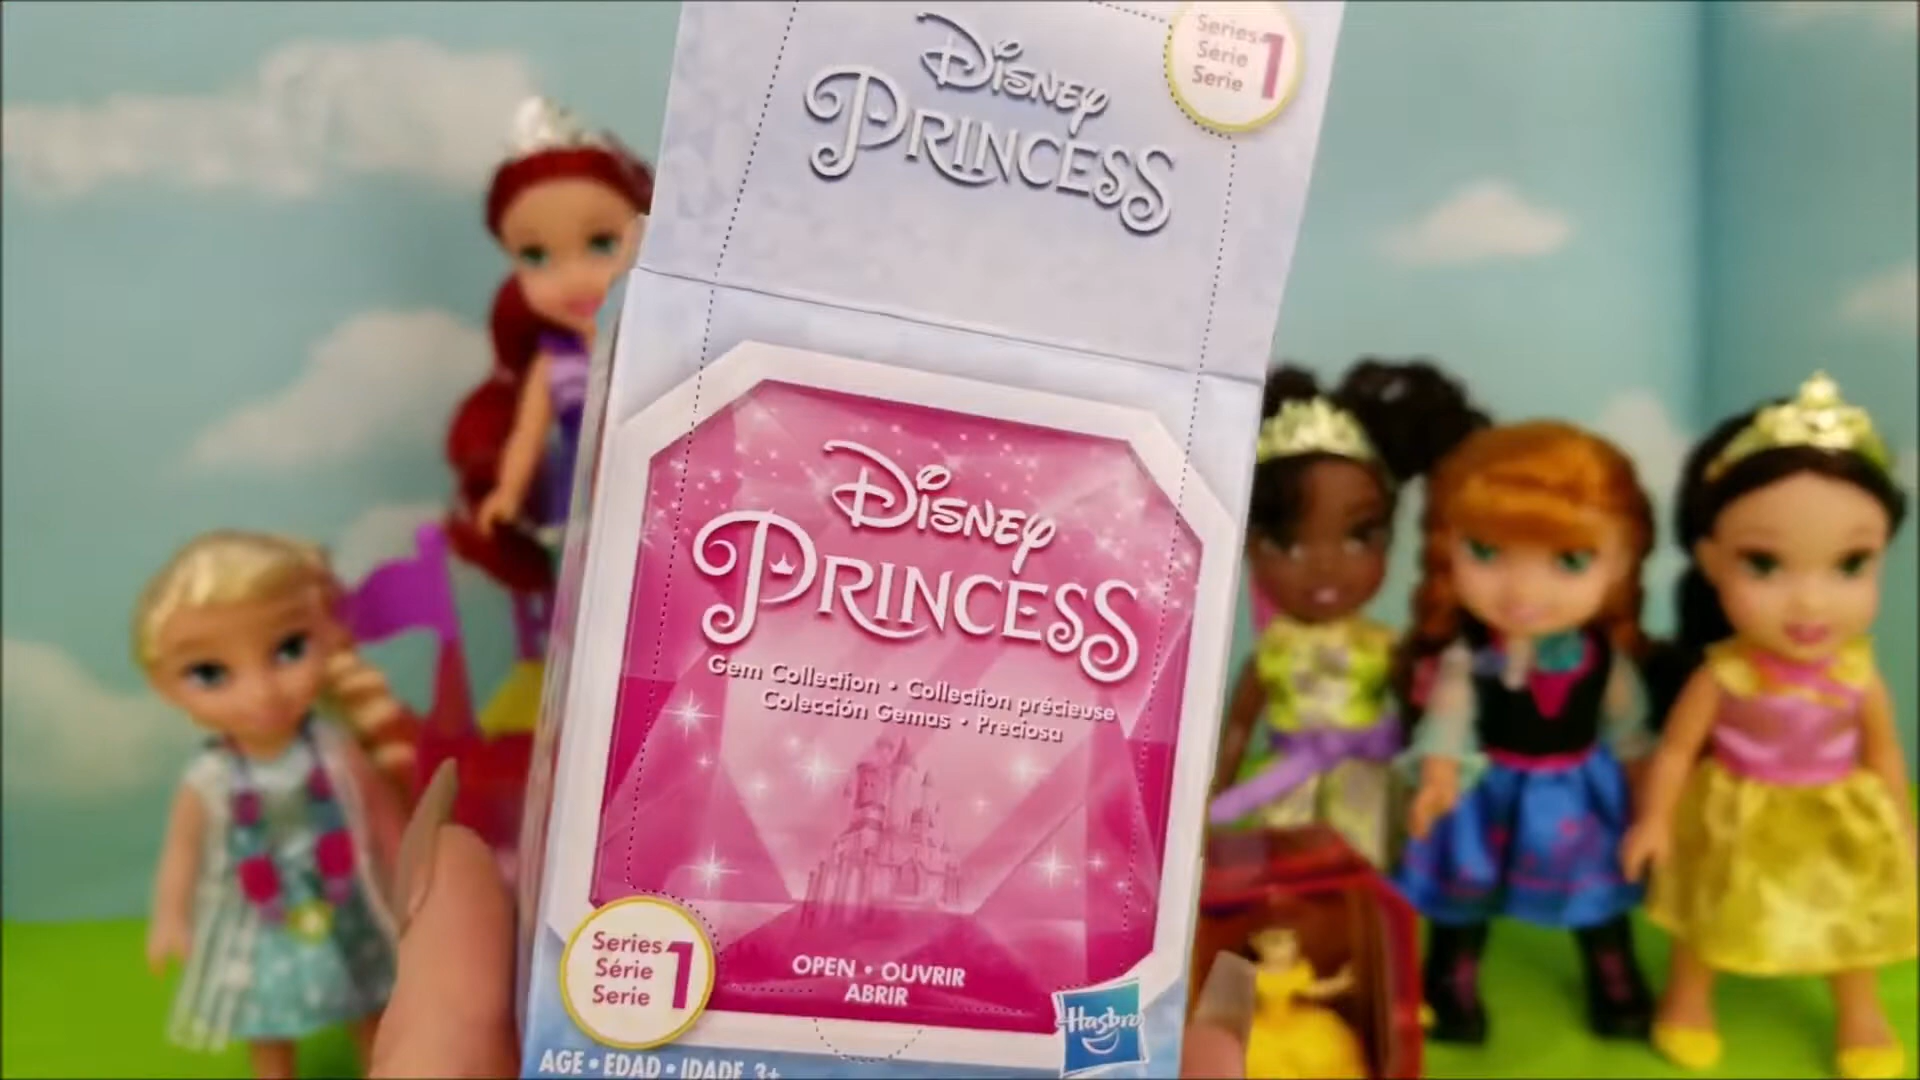 Disney
PRINCESS
Series
Série
Serie
1
Disney
PRINCESS
Gem Collection • Collection précieuse
Colección Gemas • Preciosa
OPEN • OUVRIR
ABRIR
Series
Série
Serie
1
Hasbro
AGE • EDAD • IDADE 3+